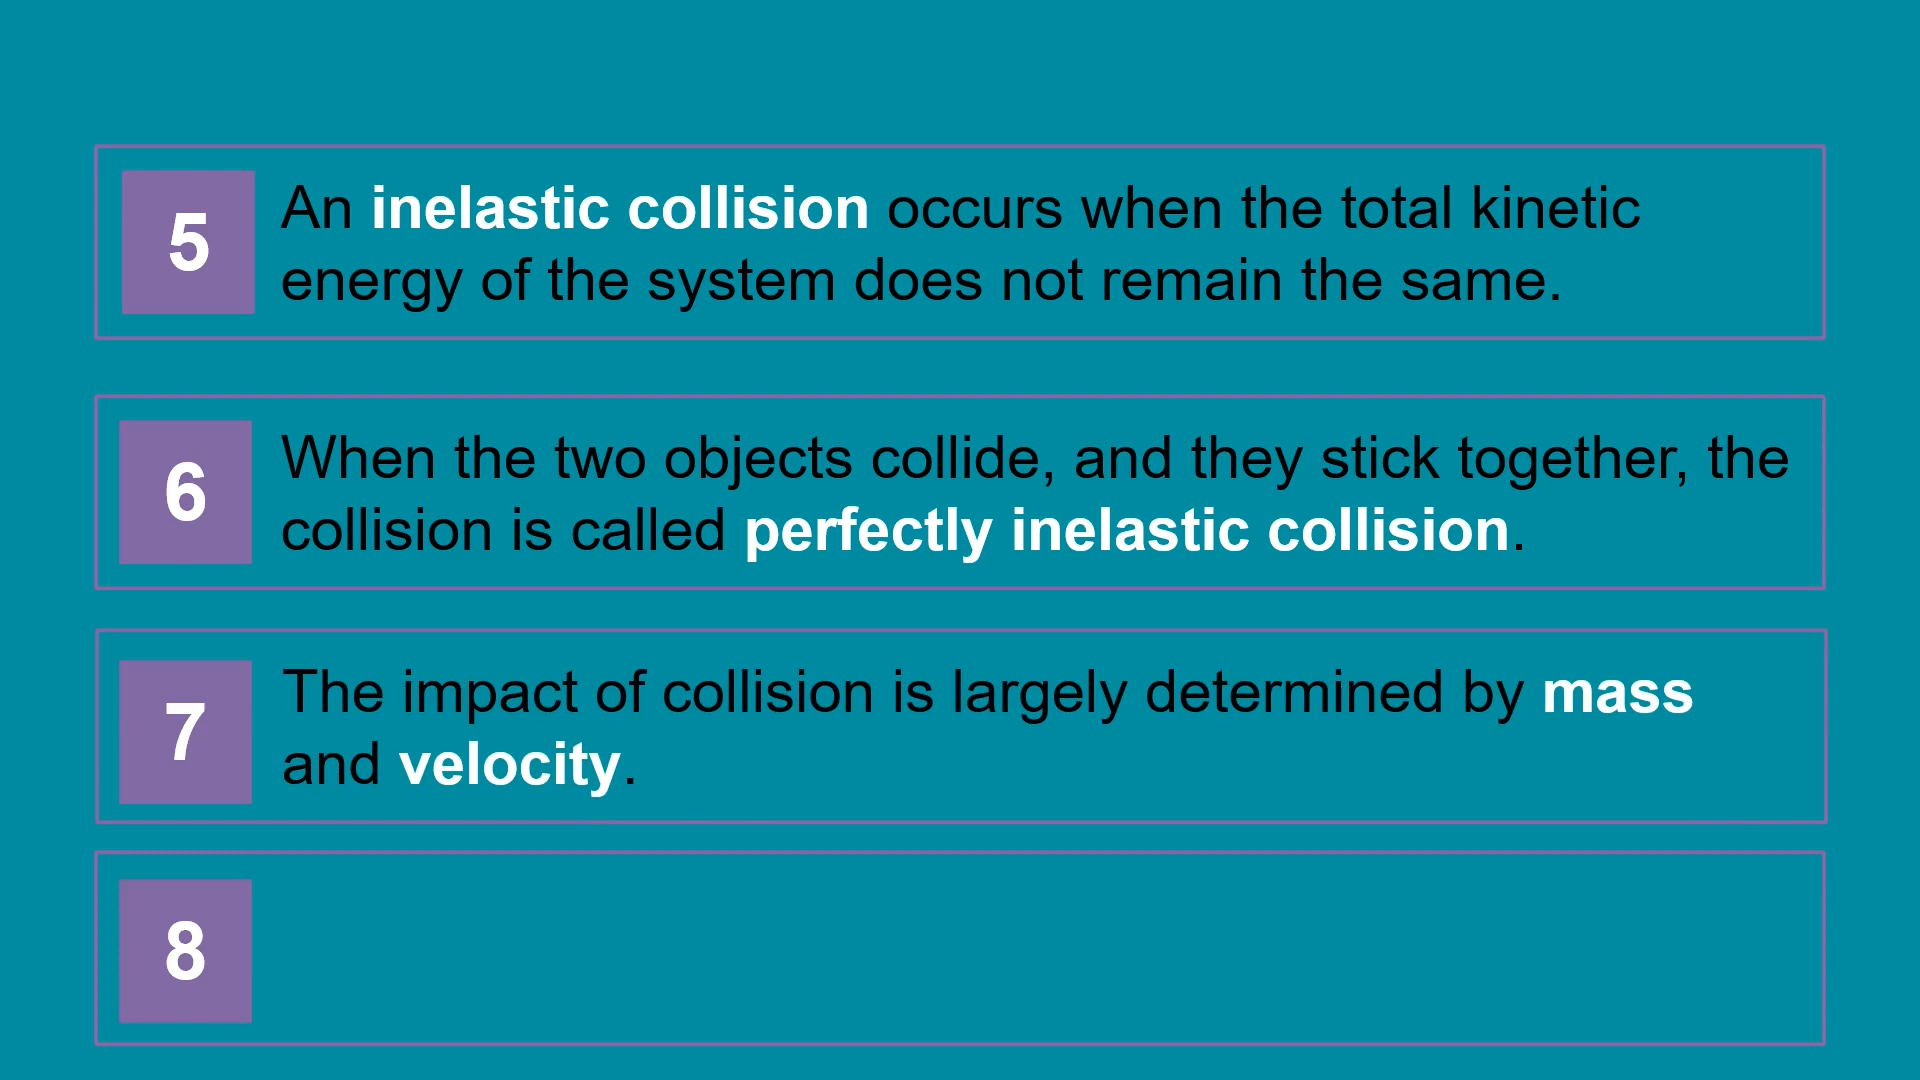 5
An inelastic collision occurs when the total kinetic
energy of the system does not remain the same.
6
When the two objects collide, and they stick together, the
collision is called perfectly inelastic collision.
7
The impact of collision is largely determined by mass
and velocity.
8